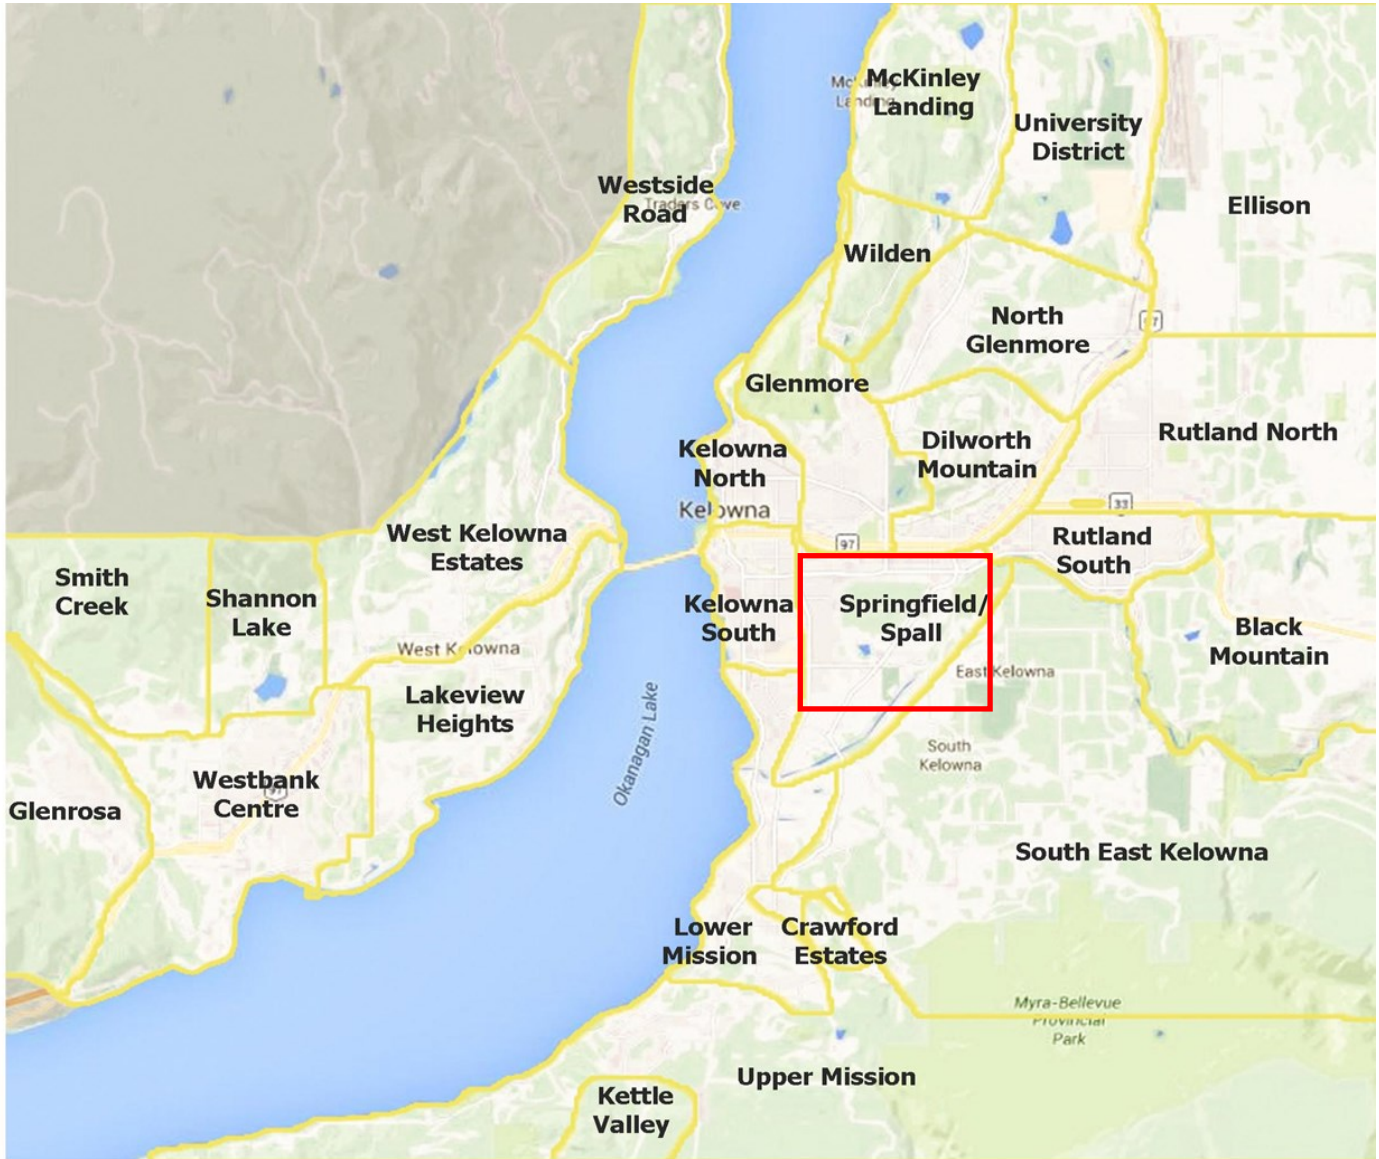 McKinley
Landing
McKinley
Landing
University
District
Westside
Road
Traders Cove
Ellison
Wilden
North
Glenmore
97
Glenmore
Rutland North
Dilworth
Mountain
Kelowna
North
Kelowna
33
West Kelowna
Estates
97
Rutland
South
Smith
Creek
Shannon
Lake
Kelowna
South
Springfield/
Spall
Black
Mountain
West Kelowna
East Kelowna
Lakeview
Heights
Okanagan Lake
South
Kelowna
Westbank
Centre
97
Glenrosa
South East Kelowna
Lower
Mission
Crawford
Estates
Myra-Bellevue
Provincial
Park
Upper Mission
Kettle
Valley